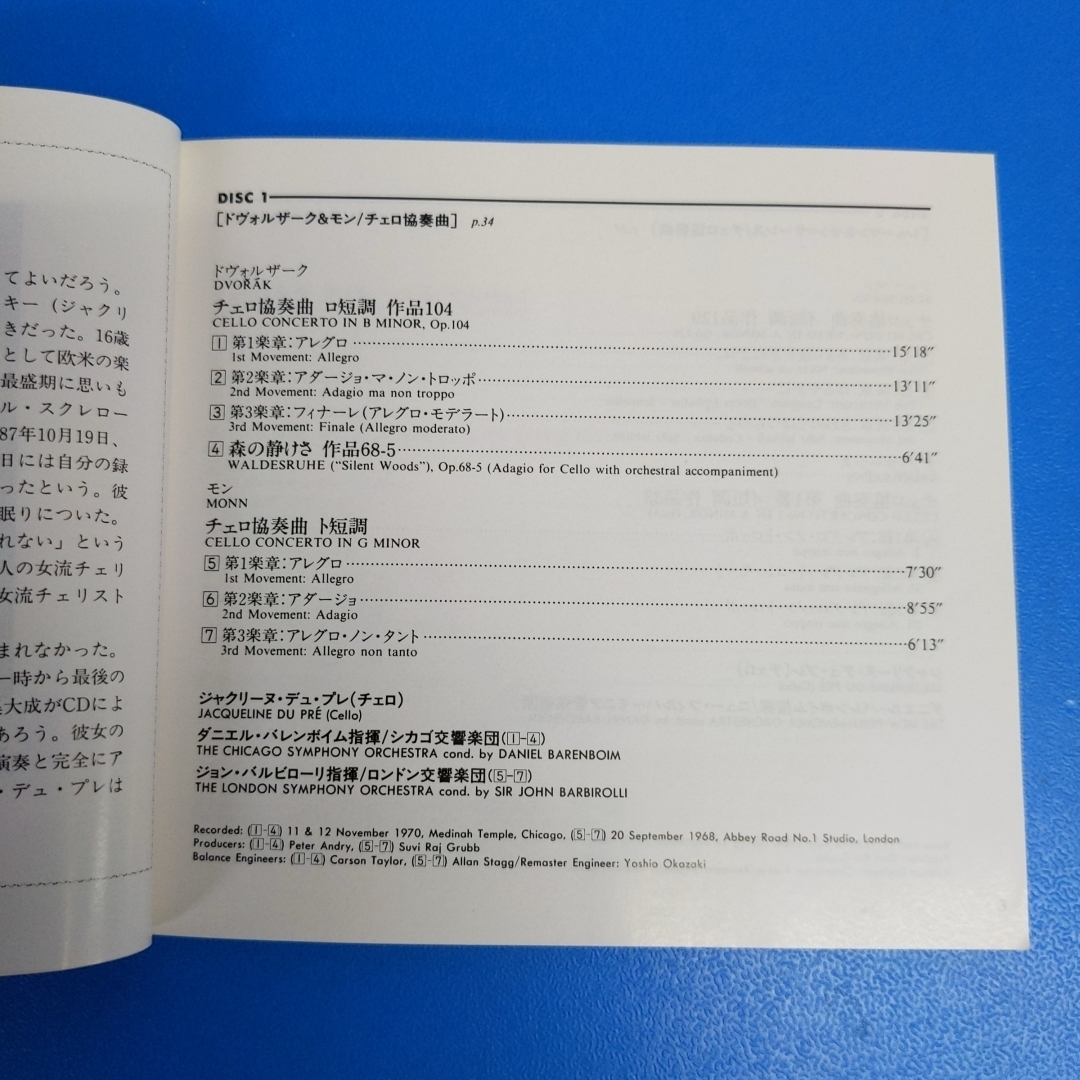 てよいだろう。
キー（ジャクリ
きだった。16歳
として欧米の楽
最盛期に思いも
ル・スクレロー
87年10月19日、
日には自分の録
ったという。彼
眠りについた。
れない」という
人の女流チェリ
女流チェリスト
まれなかった。
一時から最後の
大成がCDによ
あろう。彼女の
演奏と完全にア
・デュ・プレは
DISC 1
［ドヴォルザーク&モン/チェロ協奏曲］ p.34
ドヴォルザーク
DVOŘÁK
チェロ協奏曲 ロ短調 作品104
CELLO CONCERTO IN B MINOR, Op.104
1 第1楽章：アレグロ 15′18″
1st Movement: Allegro
2 第2楽章：アダージョ・マ・ノン・トロッポ 13′11″
2nd Movement: Adagio ma non troppo
3 第3楽章：フィナーレ（アレグロ・モデラート） 13′25″
3rd Movement: Finale (Allegro moderato)
4 森の静けさ 作品68-5 6′41″
WALDESRUHE (“Silent Woods”), Op.68-5 (Adagio for Cello with orchestral accompaniment)
モン
MONN
チェロ協奏曲 ト短調
CELLO CONCERTO IN G MINOR
5 第1楽章：アレグロ 7′30″
1st Movement: Allegro
6 第2楽章：アダージョ 8′55″
2nd Movement: Adagio
7 第3楽章：アレグロ・ノン・タント 6′13″
3rd Movement: Allegro non tanto
ジャクリーヌ・デュ・プレ（チェロ）
JACQUELINE DU PRÉ (Cello)
ダニエル・バレンボイム指揮/シカゴ交響楽団（1-4）
THE CHICAGO SYMPHONY ORCHESTRA cond. by DANIEL BARENBOIM
ジョン・バルビローリ指揮/ロンドン交響楽団（5-7）
THE LONDON SYMPHONY ORCHESTRA cond. by SIR JOHN BARBIROLLI
Recorded: (1-4) 11 & 12 November 1970, Medinah Temple, Chicago, (5-7) 20 September 1968, Abbey Road No.1 Studio, London
Producers: (1-4) Peter Andry, (5-7) Suvi Raj Grubb
Balance Engineers: (1-4) Carson Taylor, (5-7) Allan Stagg/Remaster Engineer: Yoshio Okazaki
3